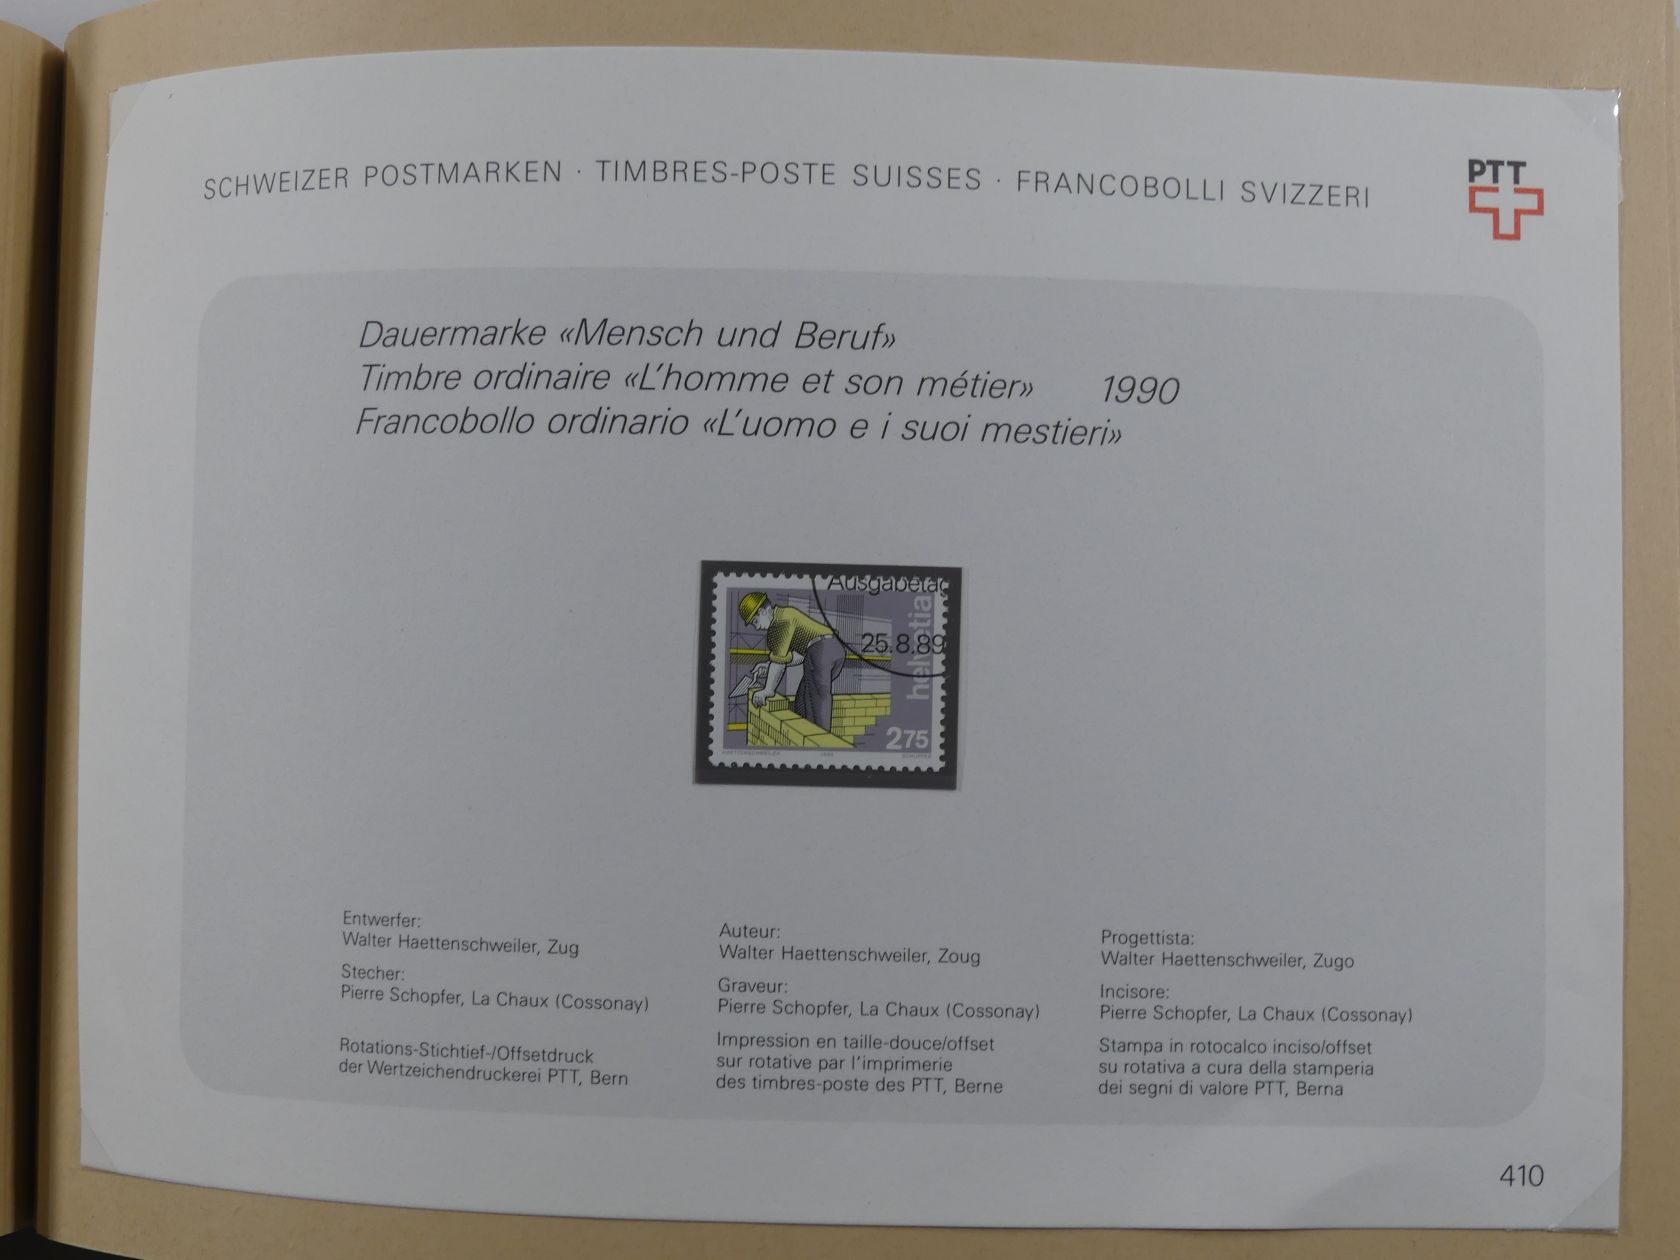 SCHWEIZER POSTMARKEN · TIMBRES-POSTE SUISSES · FRANCOBOLLI SVIZZERI
PTT
Dauermarke «Mensch und Beruf»
Timbre ordinaire «L'homme et son métier» 1990
Francobollo ordinario «L'uomo e i suoi mestieri»
Ausgabetag
25.8.89
helvetia
275
HAETTENSCHWEILER 1989 SCHOPFER
Entwerfer:
Walter Haettenschweiler, Zug
Stecher:
Pierre Schopfer, La Chaux (Cossonay)
Rotations-Stichtief-/Offsetdruck
der Wertzeichendruckerei PTT, Bern
Auteur:
Walter Haettenschweiler, Zoug
Graveur:
Pierre Schopfer, La Chaux (Cossonay)
Impression en taille-douce/offset
sur rotative par l'imprimerie
des timbres-poste des PTT, Berne
Progettista:
Walter Haettenschweiler, Zugo
Incisore:
Pierre Schopfer, La Chaux (Cossonay)
Stampa in rotocalco inciso/offset
su rotativa a cura della stamperia
dei segni di valore PTT, Berna
410